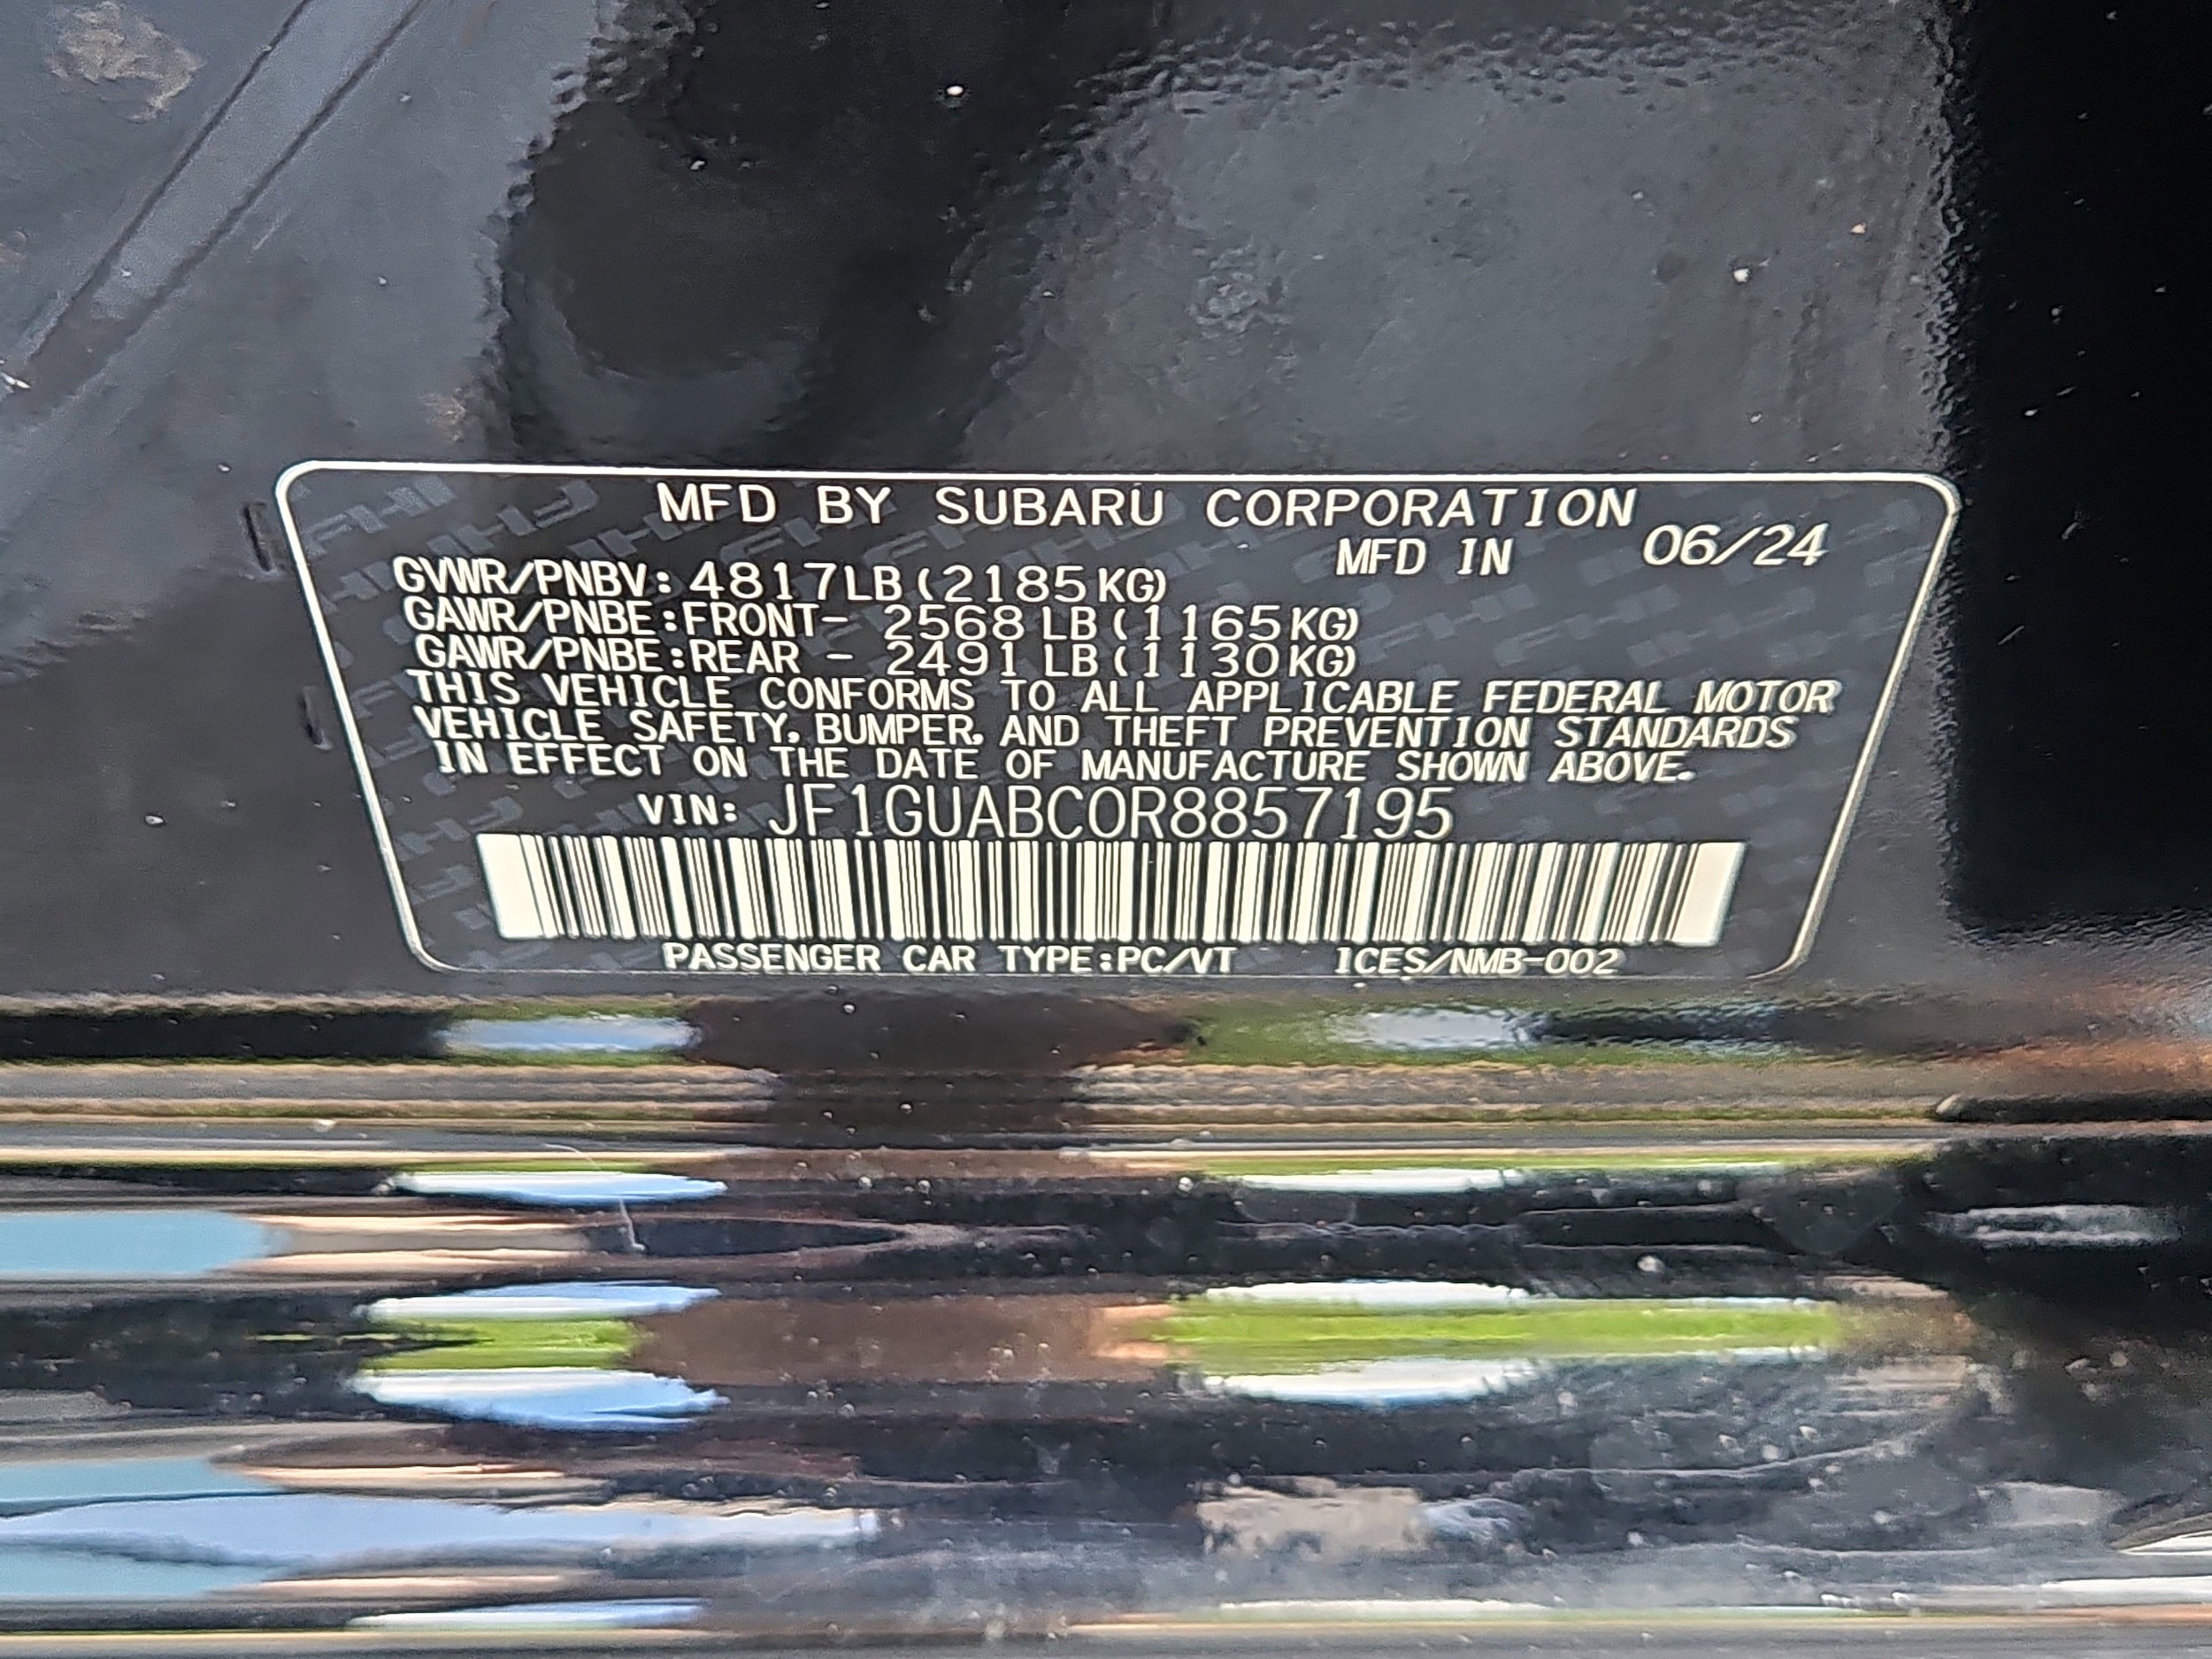 MFD BY SUBARU CORPORATION
MFD IN 06/24
GVWR/PNBV: 4817LB (2185KG)
GAWR/PNBE:FRONT- 2568 LB (1165KG)
GAWR/PNBE:REAR - 2491 LB (1130KG)
THIS VEHICLE CONFORMS TO ALL APPLICABLE FEDERAL MOTOR
VEHICLE SAFETY, BUMPER, AND THEFT PREVENTION STANDARDS
IN EFFECT ON THE DATE OF MANUFACTURE SHOWN ABOVE.
VIN: JF1GUABC0R8857195
PASSENGER CAR TYPE:PC/VT ICES/NMB-002